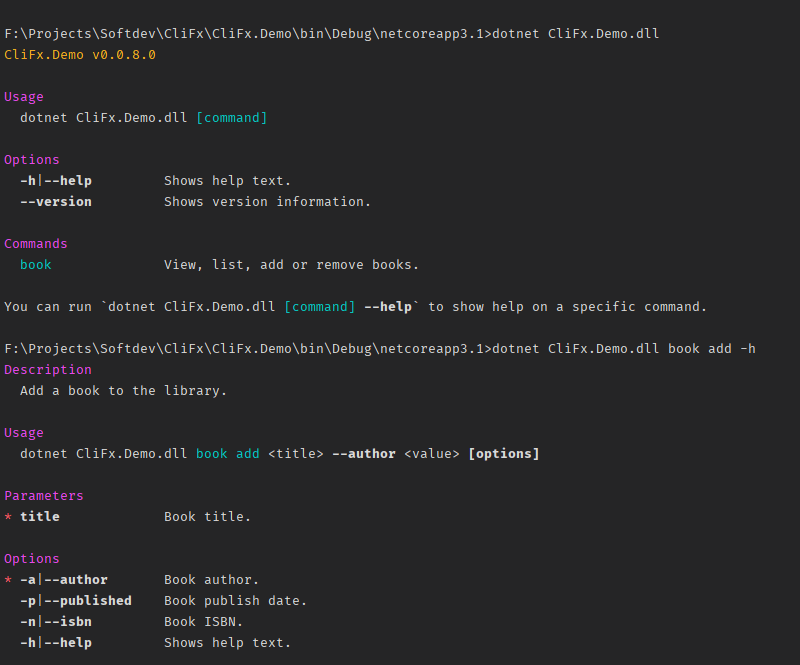 F:\Projects\Softdev\CliFx\CliFx.Demo\bin\Debug\netcoreapp3.1>dotnet CliFx.Demo.dll
CliFx.Demo v0.0.8.0
Usage
dotnet CliFx.Demo.dll [command]
Options
-h|--help Shows help text.
--version Shows version information.
Commands
book View, list, add or remove books.
You can run `dotnet CliFx.Demo.dll [command] --help` to show help on a specific command.
F:\Projects\Softdev\CliFx\CliFx.Demo\bin\Debug\netcoreapp3.1>dotnet CliFx.Demo.dll book add -h
Description
Add a book to the library.
Usage
dotnet CliFx.Demo.dll book add <title> --author <value> [options]
Parameters
* title Book title.
Options
* -a|--author Book author.
-p|--published Book publish date.
-n|--isbn Book ISBN.
-h|--help Shows help text.